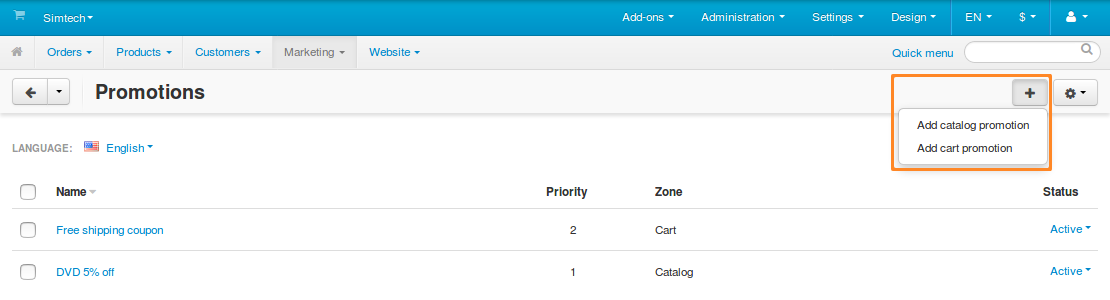 Simtech Add-ons Administration Settings Design EN $
Orders Products Customers Marketing Website Quick menu
Promotions
Add catalog promotion
Add cart promotion
LANGUAGE: English
Name Priority Zone Status
Free shipping coupon 2 Cart Active
DVD 5% off 1 Catalog Active